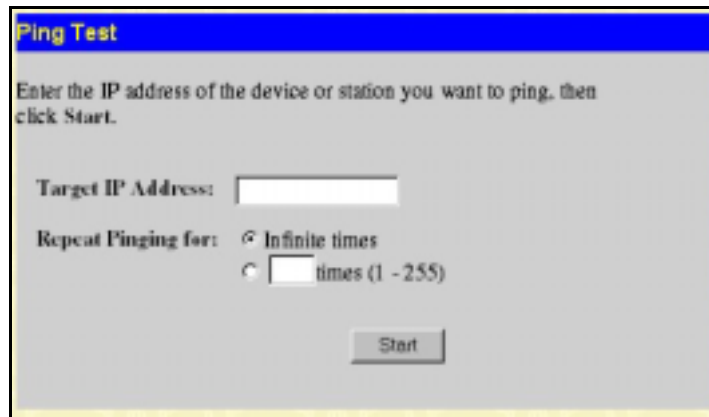 Ping Test
Enter the IP address of the device or station you want to ping, then
click Start.
Target IP Address:
Repeat Pinging for:  Infinite times
times (1 - 255)
Start